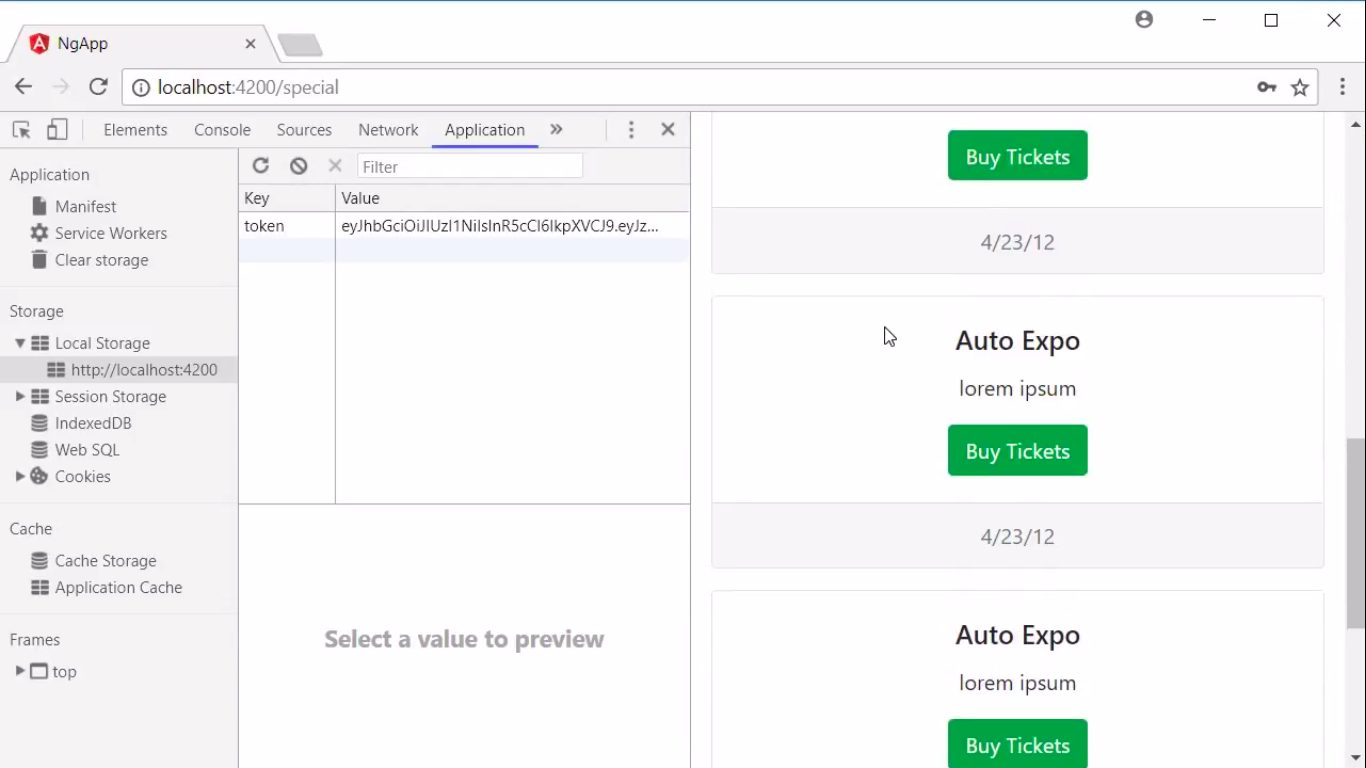 NgApp
localhost:4200/special
Elements
Console
Sources
Network
Application
Application
Manifest
Service Workers
Clear storage
Storage
Local Storage
http://localhost:4200
Session Storage
IndexedDB
Web SQL
Cookies
Cache
Cache Storage
Application Cache
Frames
top
Filter
Key Value
token eyJhbGciOiJIUzI1NiIsInR5cCI6IkpXVCJ9.eyJz...
Select a value to preview
Buy Tickets
4/23/12
Auto Expo
lorem ipsum
Buy Tickets
4/23/12
Auto Expo
lorem ipsum
Buy Tickets